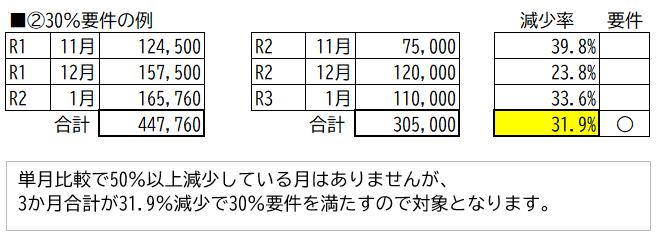 ■②30%要件の例 減少率 要件
R1 11月 124,500 R2 11月 75,000 39.8%
R1 12月 157,500 R2 12月 120,000 23.8%
R2 1月 165,760 R3 1月 110,000 33.6%
合計 447,760 合計 305,000 31.9% ○
単月比較で50%以上減少している月はありませんが、
3か月合計が31.9%減少で30%要件を満たすので対象となります。